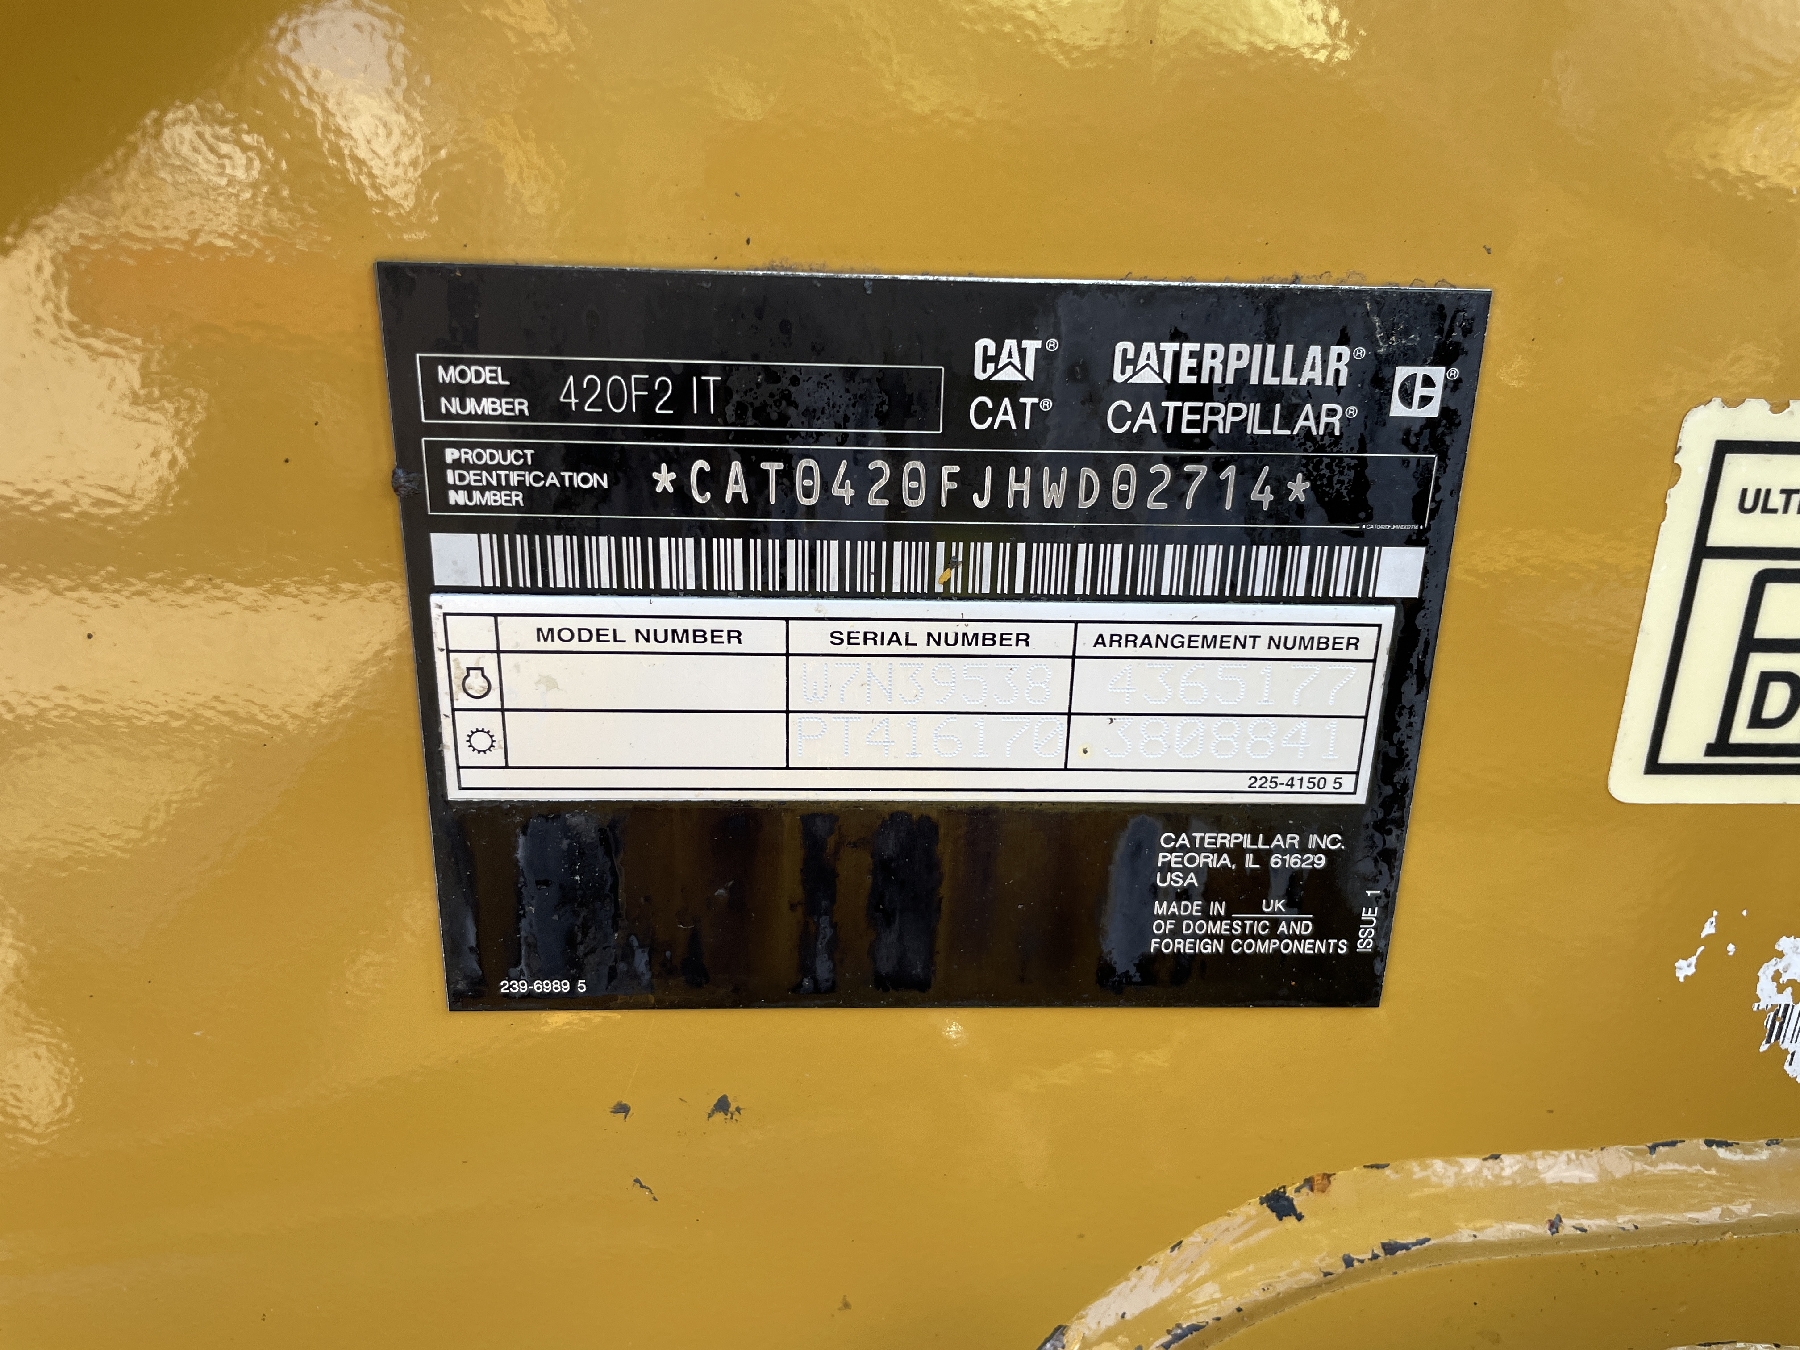 MODEL NUMBER 420F2 IT
CAT® CATERPILLAR®
CAT® CATERPILLAR®
PRODUCT IDENTIFICATION NUMBER *CAT0420FJHWD02714*
MODEL NUMBER SERIAL NUMBER ARRANGEMENT NUMBER
W7N39538 4365177
PT416170 3808841
225-4150 5
CATERPILLAR INC.
PEORIA, IL 61629
USA
MADE IN UK
OF DOMESTIC AND
FOREIGN COMPONENTS
ISSUE 1
239-6989 5